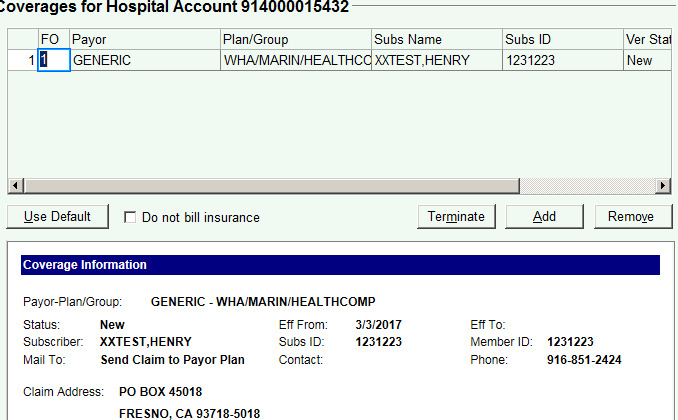 Coverages for Hospital Account 914000015432
FO Payor Plan/Group Subs Name Subs ID Ver Stat
1 1 GENERIC WHA/MARIN/HEALTHCO XXTEST,HENRY 1231223 New
Use Default Do not bill insurance Terminate Add Remove
Coverage Information
Payor-Plan/Group: GENERIC - WHA/MARIN/HEALTHCOMP
Status: New Eff From: 3/3/2017 Eff To:
Subscriber: XXTEST,HENRY Subs ID: 1231223 Member ID: 1231223
Mail To: Send Claim to Payor Plan Contact: Phone: 916-851-2424
Claim Address: PO BOX 45018
FRESNO, CA 93718-5018